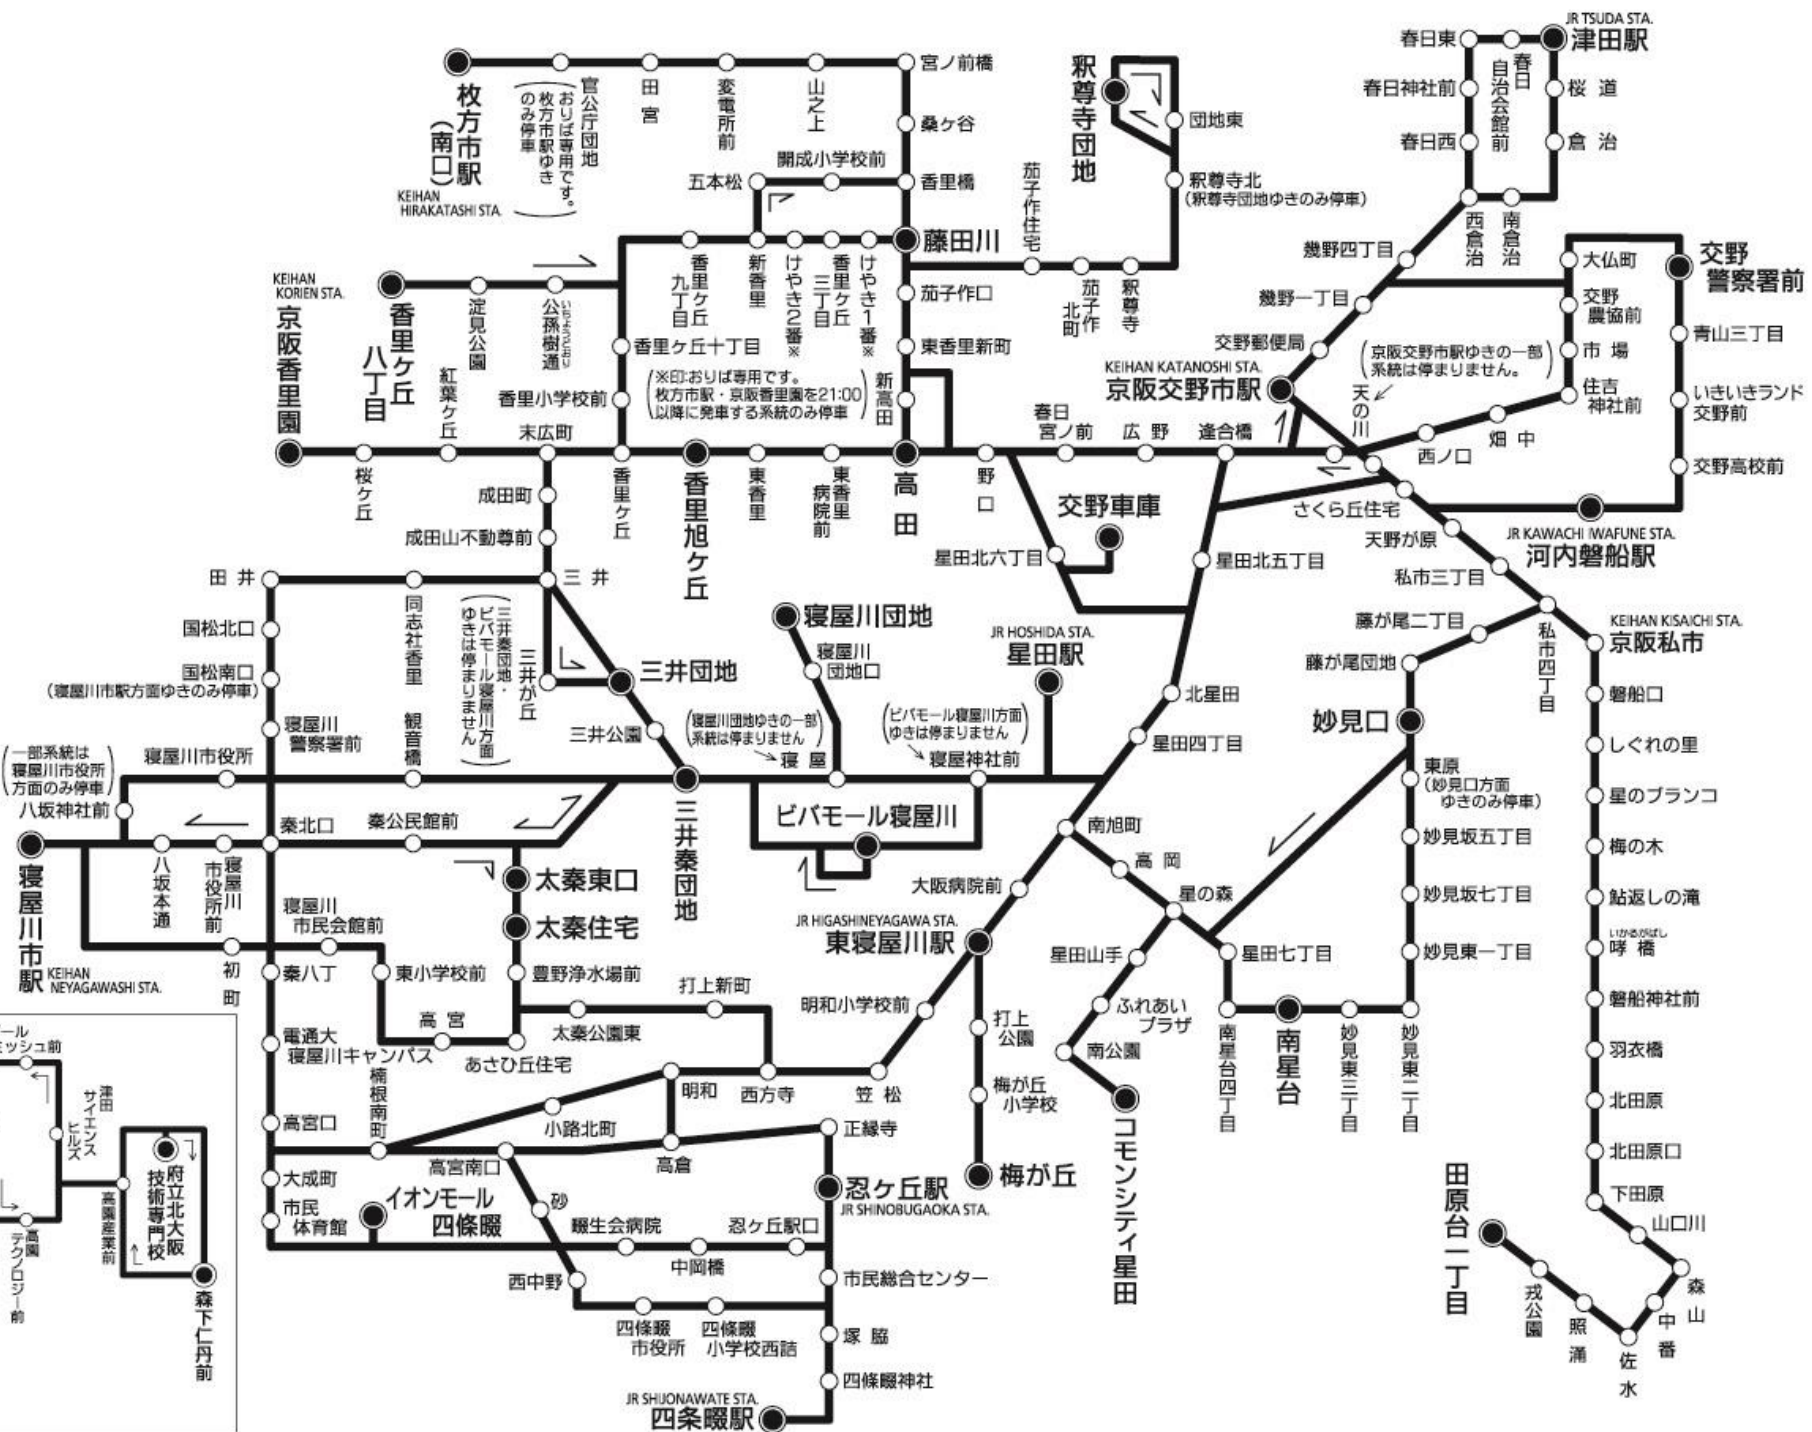 JR TSUDA STA.
津田駅
春日東
春日
自治会館前
春日神社前
桜道
春日西
倉治
西倉治
南倉治
枚方市駅
(南口)
KEIHAN
HIRAKATASHI STA.
官公庁団地
(おりば専用です。
枚方市駅ゆき
のみ停車)
田宮
変電所前
山之上
宮ノ前橋
桑ヶ谷
開成小学校前
五本松
香里橋
藤田川
釈尊寺団地
団地東
釈尊寺北
(釈尊寺団地ゆきのみ停車)
茄子作住宅
茄子作
北町
釈尊寺
幾野四丁目
幾野一丁目
交野郵便局
大仏町
交野
農協前
市場
住吉
神社前
交野
警察署前
青山三丁目
いきいきランド
交野前
交野高校前
KEIHAN
KORIEN STA.
京阪香里園
香里ケ丘
八丁目
淀見公園
公孫樹通
いちょうどおり
香里ケ丘
九丁目
新香里
けやき2番※
香里ケ丘
三丁目
けやき1番※
茄子作口
東香里新町
新高田
香里ケ丘十丁目
香里小学校前
(※印:おりば専用です。
枚方市駅・京阪香里園を21:00
以降に発車する系統のみ停車)
KEIHAN KATANOSHI STA.
京阪交野市駅
(京阪交野市駅ゆきの一部
系統は停まりません。)
天の川
西ノ口
畑中
桜ケ丘
紅葉ケ丘
末広町
香里ケ丘
香里旭ケ丘
東香里
東香里
病院前
高田
野口
春日
宮ノ前
広野
逢合橋
さくら丘住宅
天野が原
私市三丁目
私市四丁目
JR KAWACHI IWAFUNE STA.
河内磐船駅
成田町
成田山不動尊前
三井
田井
同志社香里
国松北口
国松南口
(寝屋川市駅方面ゆきのみ停車)
寝屋川
警察署前
三井が丘
(三井秦団地・
ビバモール寝屋川方面
ゆきは停まりません)
三井団地
三井公園
三井秦団地
寝屋川団地
寝屋川
団地口
(寝屋川団地ゆきの一部
系統は停まりません)
寝屋
(ビバモール寝屋川方面
ゆきは停まりません)
寝屋神社前
JR HOSHIDA STA.
星田駅
交野車庫
星田北六丁目
星田北五丁目
北星田
星田四丁目
藤が尾二丁目
藤が尾団地
妙見口
東原
(妙見口方面
ゆきのみ停車)
妙見坂五丁目
妙見坂七丁目
妙見東一丁目
妙見東二丁目
妙見東三丁目
南星台
南星台四丁目
星田七丁目
KEIHAN KISAICHI STA.
京阪私市
磐船口
しぐれの里
星のブランコ
梅の木
鮎返しの滝
いかるがばし
哮橋
磐船神社前
羽衣橋
北田原
北田原口
下田原
山口川
森山
中番
佐水
照涌
戎公園
田原台一丁目
(一部系統は
寝屋川市役所
方面のみ停車)
八坂神社前
寝屋川市役所
観音橋
秦北口
秦公民館前
寝屋川市駅
KEIHAN
NEYAGAWASHI STA.
八坂本通
寝屋川
市役所前
ビバモール寝屋川
太秦東口
太秦住宅
豊野浄水場前
寝屋川
市民会館前
初町
秦八丁
東小学校前
高宮
あさひ丘住宅
太秦公園東
打上新町
電通大
寝屋川キャンパス
高宮口
楠根南町
大成町
市民
体育館
イオンモール
四條畷
小路北町
明和
西方寺
笠松
高宮南口
高倉
正縁寺
忍ケ丘駅
JR SHINOBUGAOKA STA.
砂
畷生会病院
中岡橋
忍ケ丘駅口
西中野
四條畷
市役所
四條畷
小学校西詰
市民総合センター
塚脇
四條畷神社
JR SHIJONAWATE STA.
四条畷駅
南旭町
高岡
星の森
大阪病院前
JR HIGASHINEYAGAWA STA.
東寝屋川駅
明和小学校前
打上
公園
梅が丘
小学校
梅が丘
星田山手
ふれあい
プラザ
南公園
コモンシティ星田
ール
ミッシュ前
津田
サイエンス
ヒルズ
高園
テクノロジー前
高園産業前
府立北大阪
技術専門校
森下仁丹前